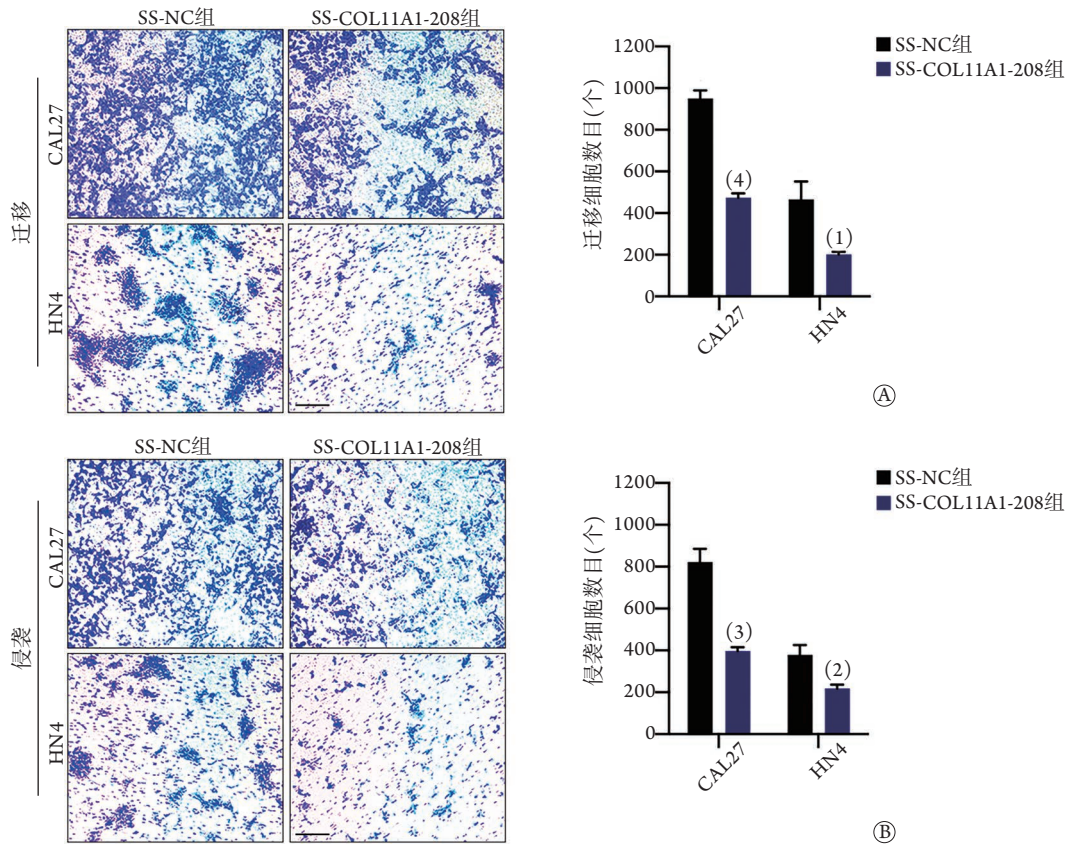 SS-NC组 SS-COL11A1-208组
迁移
CAL27
HN4
1200
1000
800
600
400
200
0
迁移细胞数目(个)
SS-NC组
SS-COL11A1-208组
(4)
(1)
CAL27 HN4
Ⓐ
SS-NC组 SS-COL11A1-208组
侵袭
CAL27
HN4
1200
1000
800
600
400
200
0
侵袭细胞数目(个)
SS-NC组
SS-COL11A1-208组
(3)
(2)
CAL27 HN4
Ⓑ